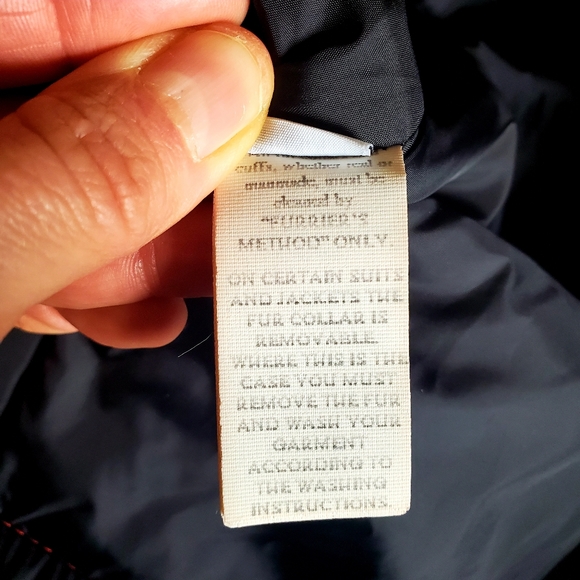 cuffs, whether real or
manmade, must be
cleaned by
"FURRIER'S
METHOD" ONLY.
ON CERTAIN SUITS
AND JACKETS THE
FUR COLLAR IS
REMOVABLE.
WHERE THIS IS THE
CASE YOU MUST
REMOVE THE FUR
AND WASH YOUR
GARMENT
ACCORDING TO
THE WASHING
INSTRUCTIONS.